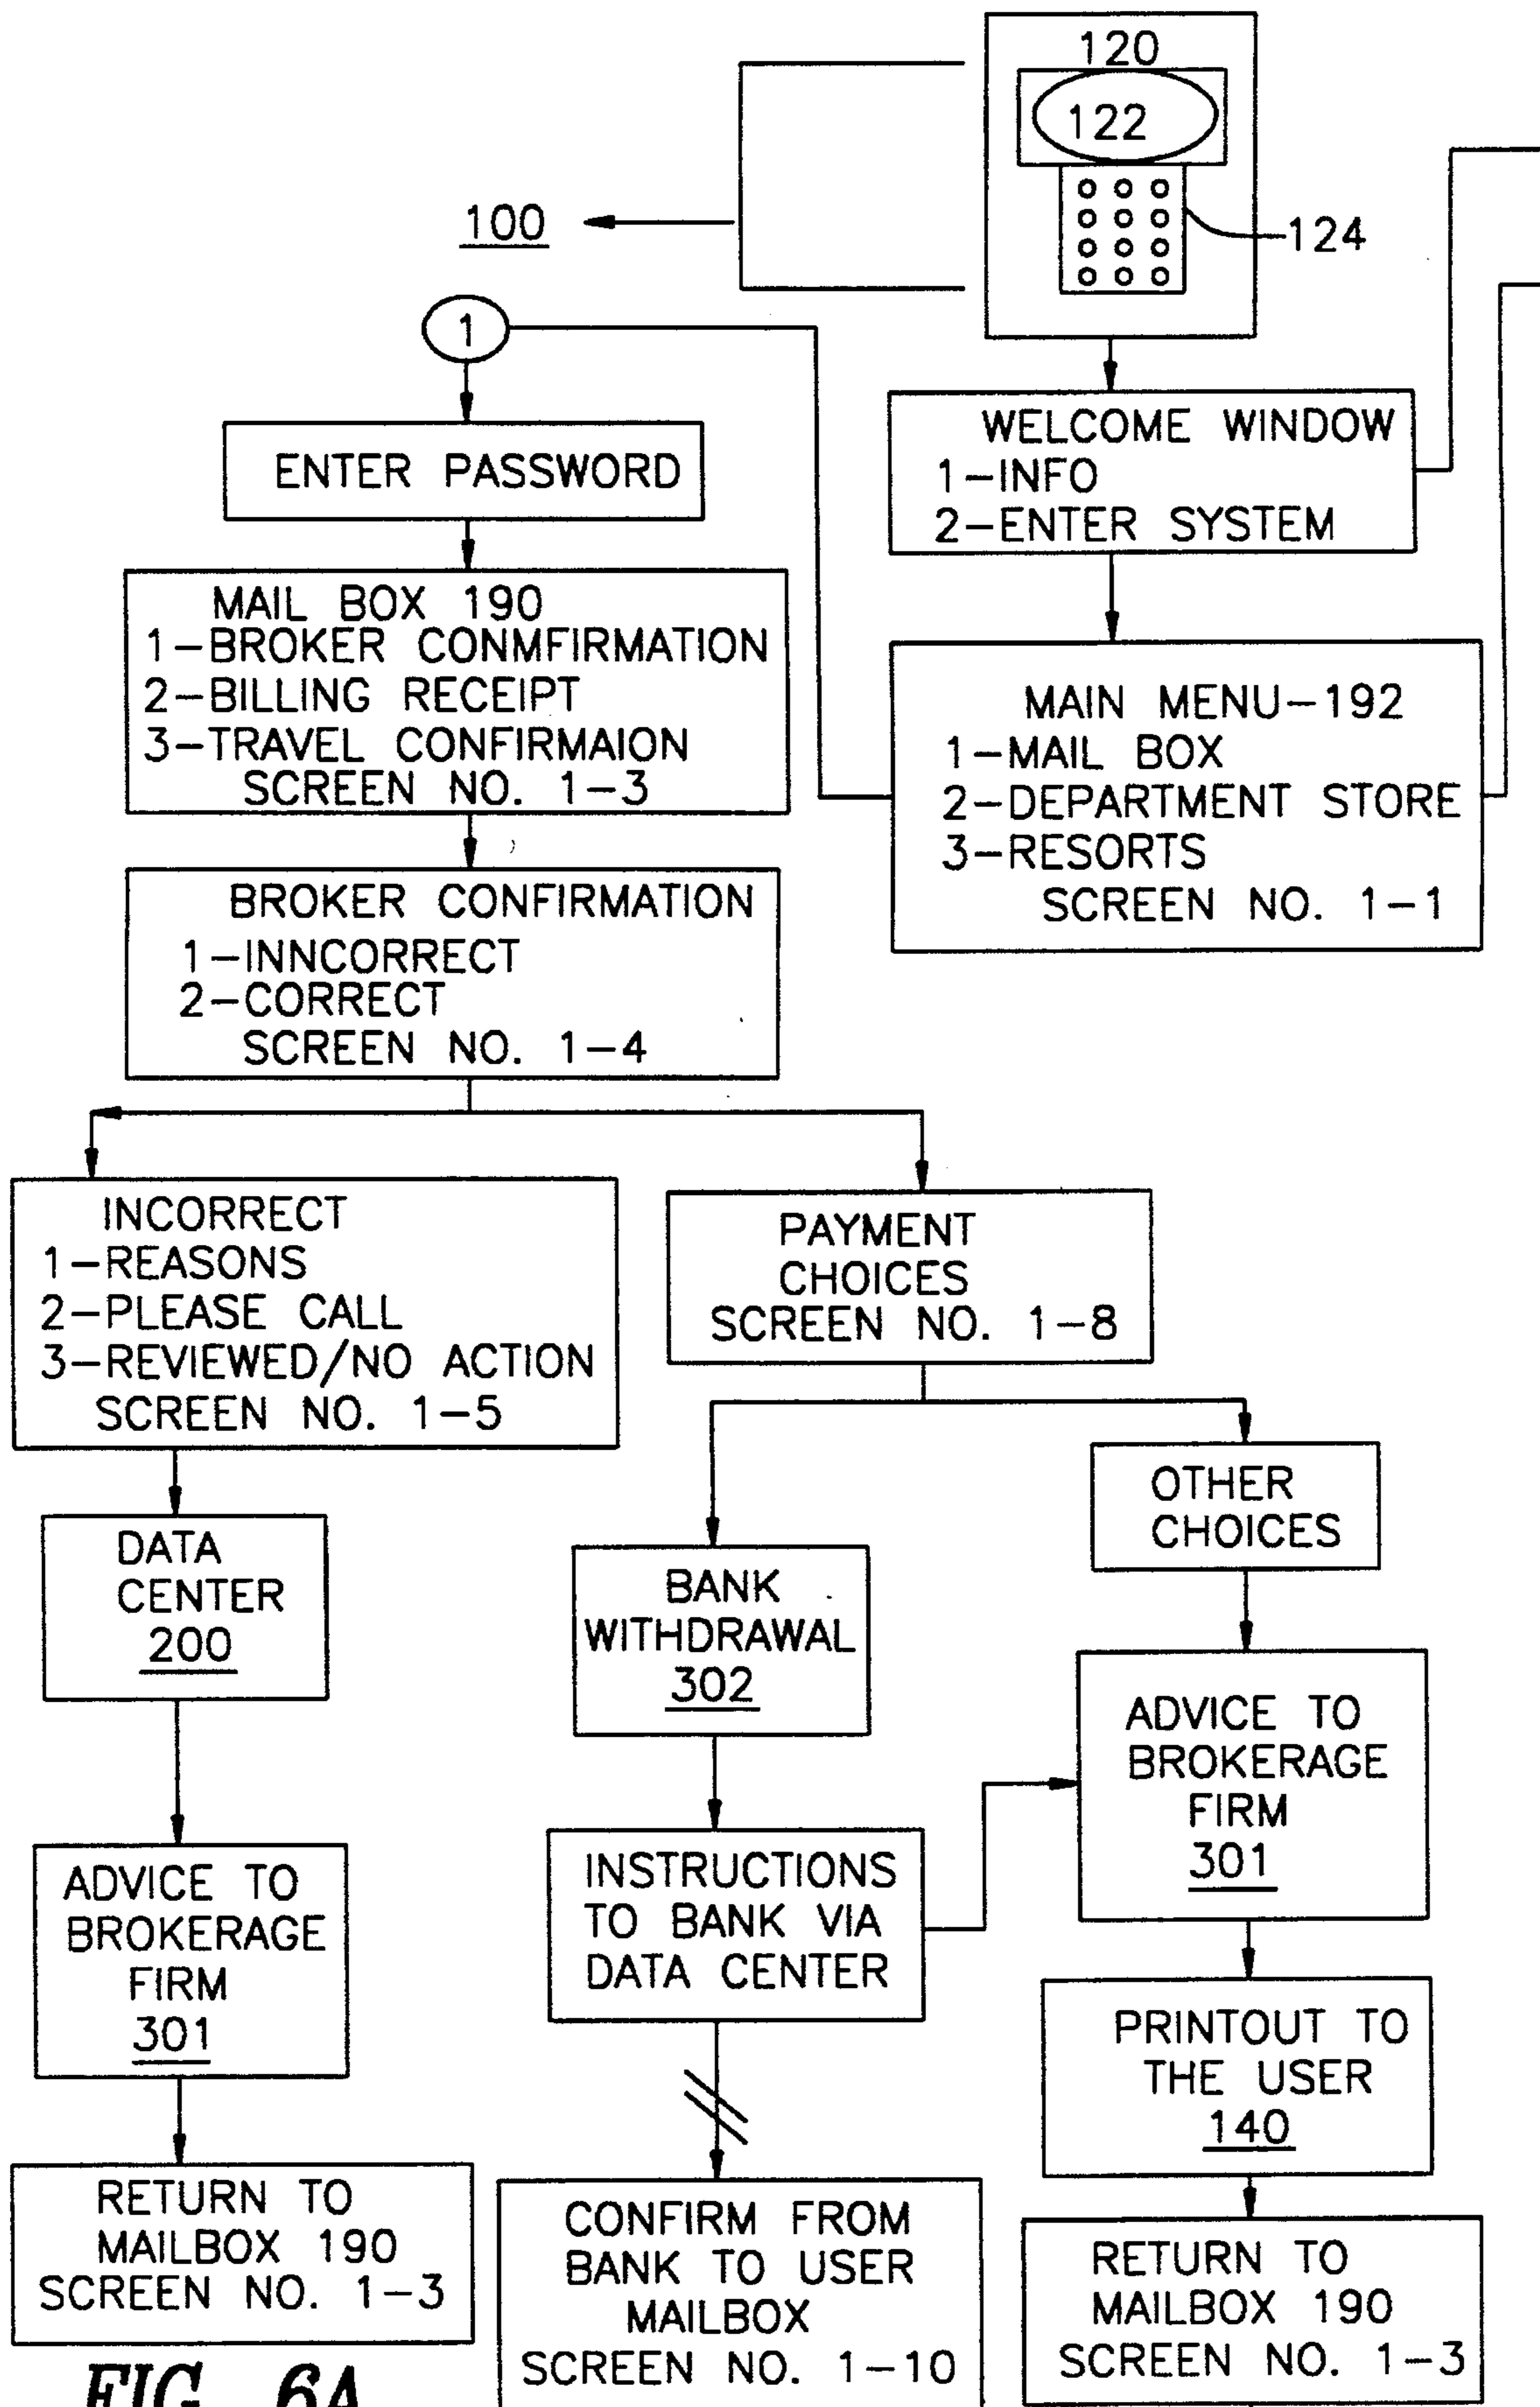 120
122
124
100
1
WELCOME WINDOW
1-INFO
2-ENTER SYSTEM
ENTER PASSWORD
MAIL BOX 190
1-BROKER CONMFIRMATION
2-BILLING RECEIPT
3-TRAVEL CONFIRMAION
SCREEN NO. 1-3
MAIN MENU-192
1-MAIL BOX
2-DEPARTMENT STORE
3-RESORTS
SCREEN NO. 1-1
BROKER CONFIRMATION
1-INNCORRECT
2-CORRECT
SCREEN NO. 1-4
INCORRECT
1-REASONS
2-PLEASE CALL
3-REVIEWED/NO ACTION
SCREEN NO. 1-5
PAYMENT
CHOICES
SCREEN NO. 1-8
OTHER
CHOICES
DATA
CENTER
200
BANK
WITHDRAWAL
302
ADVICE TO
BROKERAGE
FIRM
301
ADVICE TO
BROKERAGE
FIRM
301
INSTRUCTIONS
TO BANK VIA
DATA CENTER
PRINTOUT TO
THE USER
140
RETURN TO
MAILBOX 190
SCREEN NO. 1-3
CONFIRM FROM
BANK TO USER
MAILBOX
SCREEN NO. 1-10
RETURN TO
MAILBOX 190
SCREEN NO. 1-3
FIG. 6A